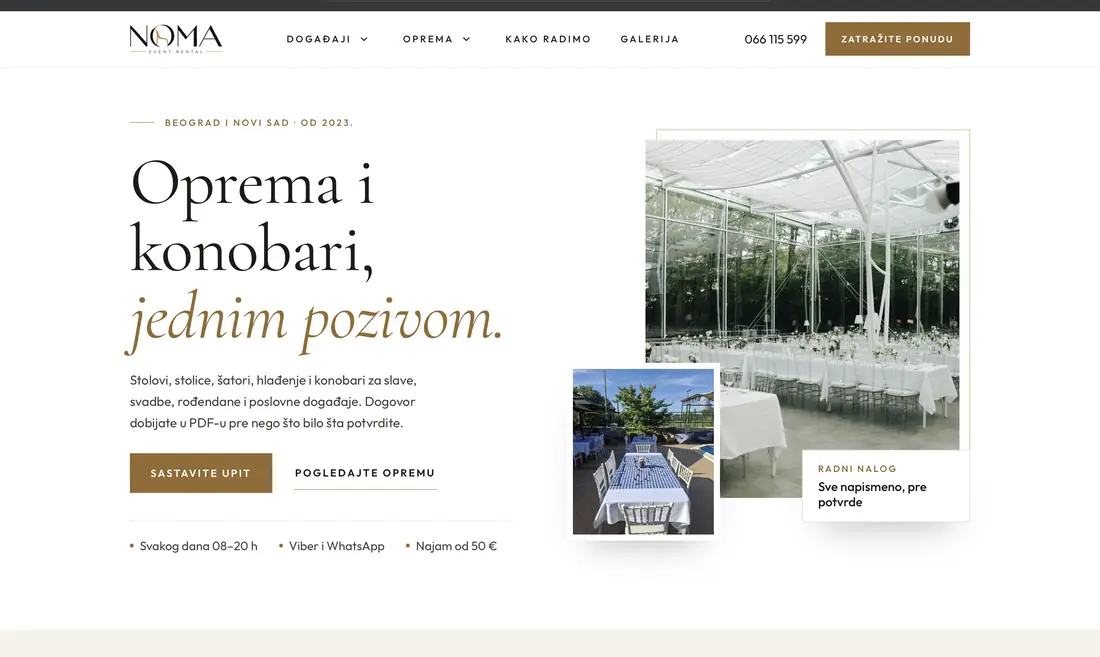 NOMA
EVENT RENTAL
DOGAĐAJI
OPREMA
KAKO RADIMO
GALERIJA
066 115 599
ZATRAŽITE PONUDU
BEOGRAD I NOVI SAD · OD 2023.
Oprema i
konobari,
jednim pozivom.
Stolovi, stolice, šatori, hlađenje i konobari za slave,
svadbe, rođendane i poslovne događaje. Dogovor
dobijate u PDF-u pre nego što bilo šta potvrdite.
SASTAVITE UPIT
POGLEDAJTE OPREMU
Svakog dana 08–20 h
Viber i WhatsApp
Najam od 50 €
RADNI NALOG
Sve napismeno, pre
potvrde